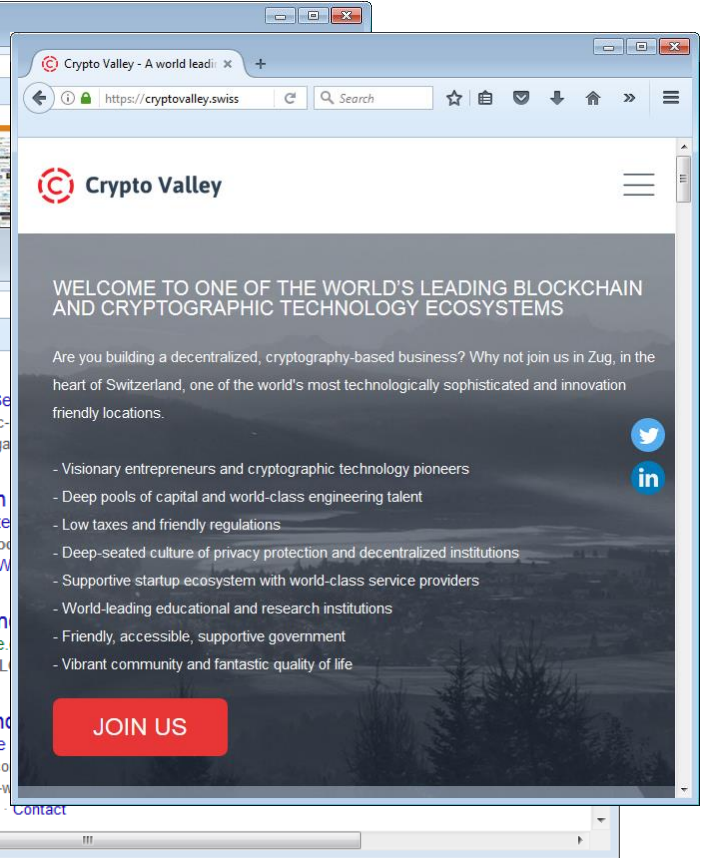 Crypto Valley - A world leadi
https://cryptovalley.swiss
Search
Crypto Valley
WELCOME TO ONE OF THE WORLD'S LEADING BLOCKCHAIN
AND CRYPTOGRAPHIC TECHNOLOGY ECOSYSTEMS
Are you building a decentralized, cryptography-based business? Why not join us in Zug, in the
heart of Switzerland, one of the world's most technologically sophisticated and innovation
friendly locations.
- Visionary entrepreneurs and cryptographic technology pioneers
- Deep pools of capital and world-class engineering talent
- Low taxes and friendly regulations
- Deep-seated culture of privacy protection and decentralized institutions
- Supportive startup ecosystem with world-class service providers
- World-leading educational and research institutions
- Friendly, accessible, supportive government
- Vibrant community and fantastic quality of life
in
JOIN US
- Contact